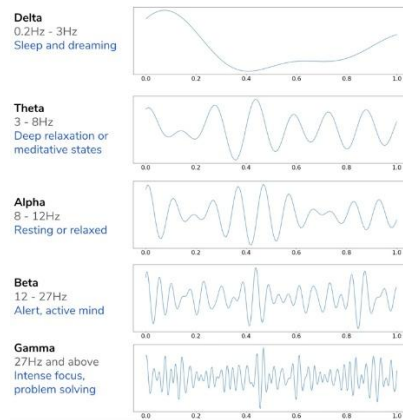 Delta
0.2Hz - 3Hz
Sleep and dreaming
0.0 0.2 0.4 0.6 0.8 1.0
Theta
3 - 8Hz
Deep relaxation or
meditative states
0.0 0.2 0.4 0.6 0.8 1.0
Alpha
8 - 12Hz
Resting or relaxed
0.0 0.2 0.4 0.6 0.8 1.0
Beta
12 - 27Hz
Alert, active mind
0.0 0.2 0.4 0.6 0.8 1.0
Gamma
27Hz and above
Intense focus,
problem solving
0.0 0.2 0.4 0.6 0.8 1.0